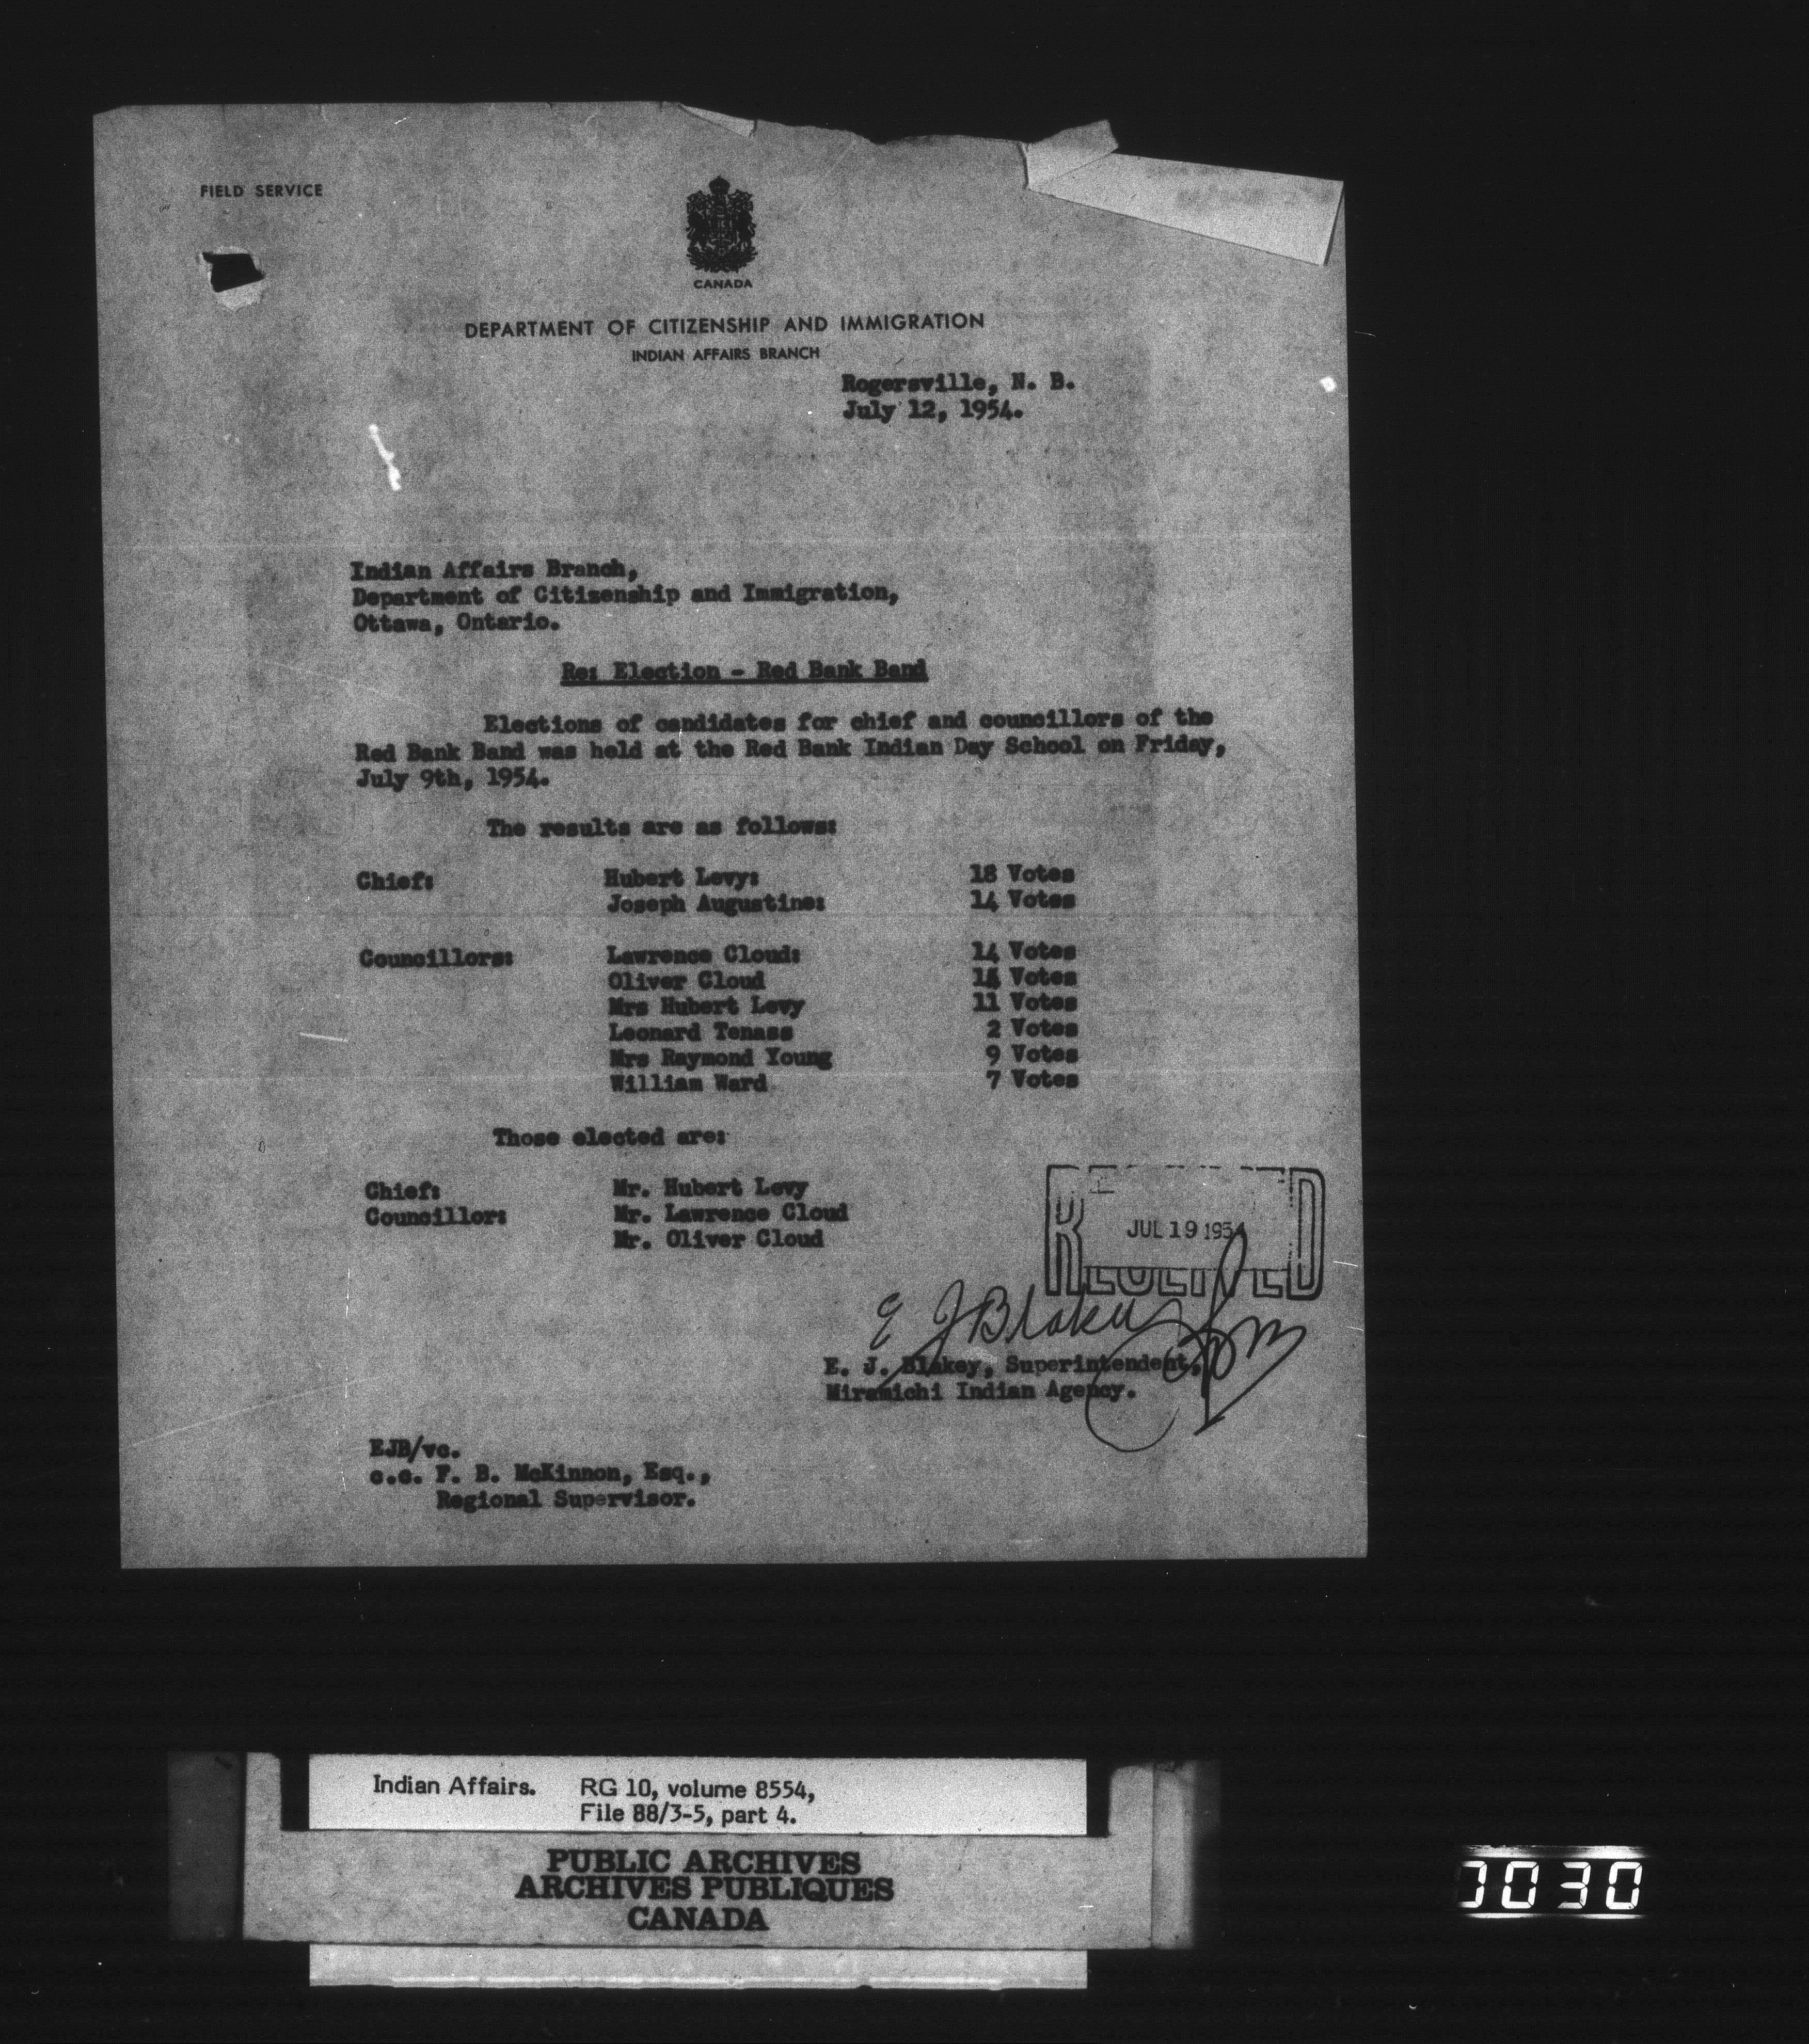 FIELD SERVICE
CANADA
DEPARTMENT OF CITIZENSHIP AND IMMIGRATION
INDIAN AFFAIRS BRANCH
Rogersville, N. B.
July 12, 1954.
Indian Affairs Branch,
Department of Citizenship and Immigration,
Ottawa, Ontario.
Re: Election - Red Bank Band
Elections of candidates for chief and councillors of the
Red Bank Band was held at the Red Bank Indian Day School on Friday,
July 9th, 1954.
The results are as follows:
Chief: Hubert Levy: 18 Votes
Joseph Augustine: 14 Votes
Councillors: Lawrence Cloud: 14 Votes
Oliver Cloud Votes
Mrs Hubert Levy 11 Votes
Leonard Tenass 2 Votes
Mrs Raymond Young 9 Votes
William Ward 7 Votes
Those elected are:
Chief: Mr. Hubert Levy
Councillor: Mr. Lawrence Cloud
Mr. Oliver Cloud
RECEIVED
JUL 19 1954
E J Blakey
E. J. Blakey, Superintendent,
Miramichi Indian Agency.
EJB/vc.
c.c. F. B. McKinnon, Esq.,
Regional Supervisor.
Indian Affairs. RG 10, volume 8554,
File 88/3-5, part 4.
PUBLIC ARCHIVES
ARCHIVES PUBLIQUES
CANADA
0030